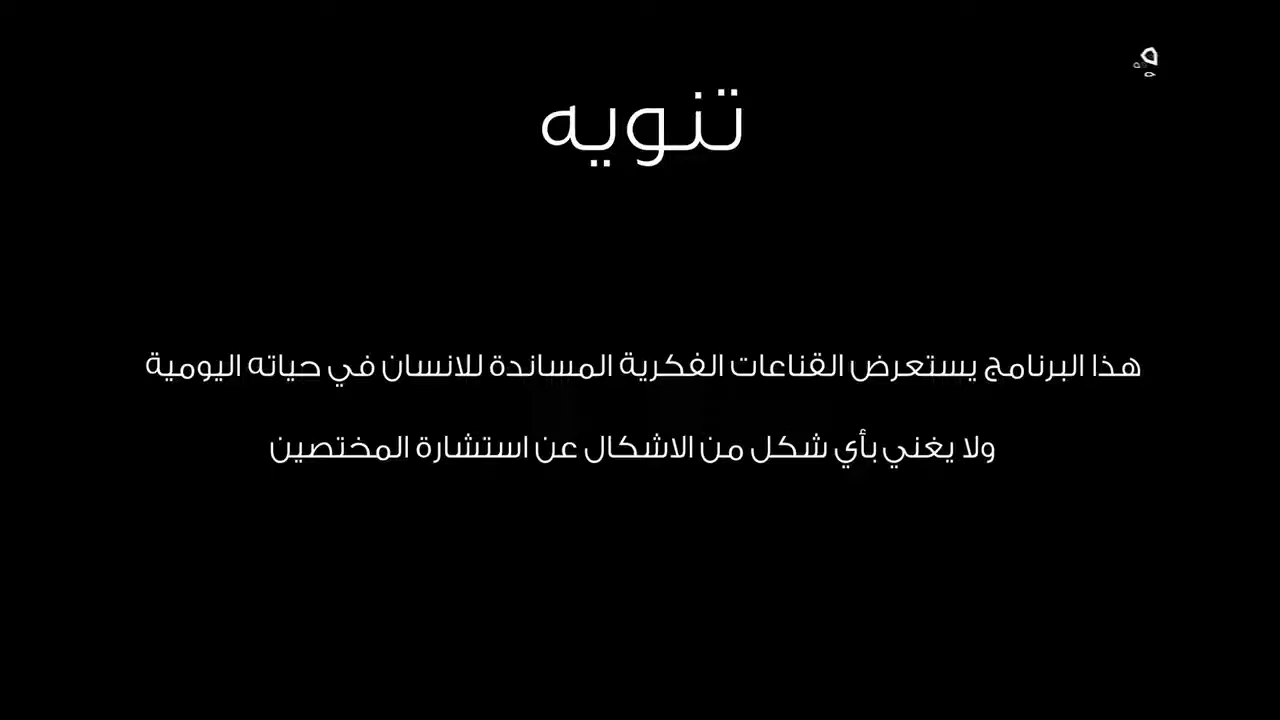 تنويه
هذا البرنامج يستعرض القناعات الفكرية المساندة للانسان في حياته اليومية
ولا يغني بأي شكل من الاشكال عن استشارة المختصين